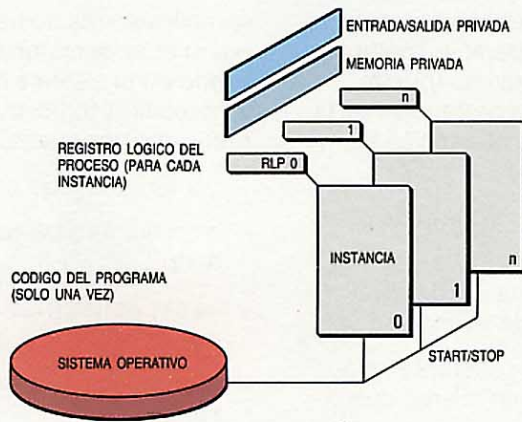 ENTRADA/SALIDA PRIVADA
MEMORIA PRIVADA
n
1
REGISTRO LOGICO DEL
PROCESO (PARA CADA
INSTANCIA)
RLP 0
INSTANCIA
n
1
0
CODIGO DEL PROGRAMA
(SOLO UNA VEZ)
START/STOP
SISTEMA OPERATIVO